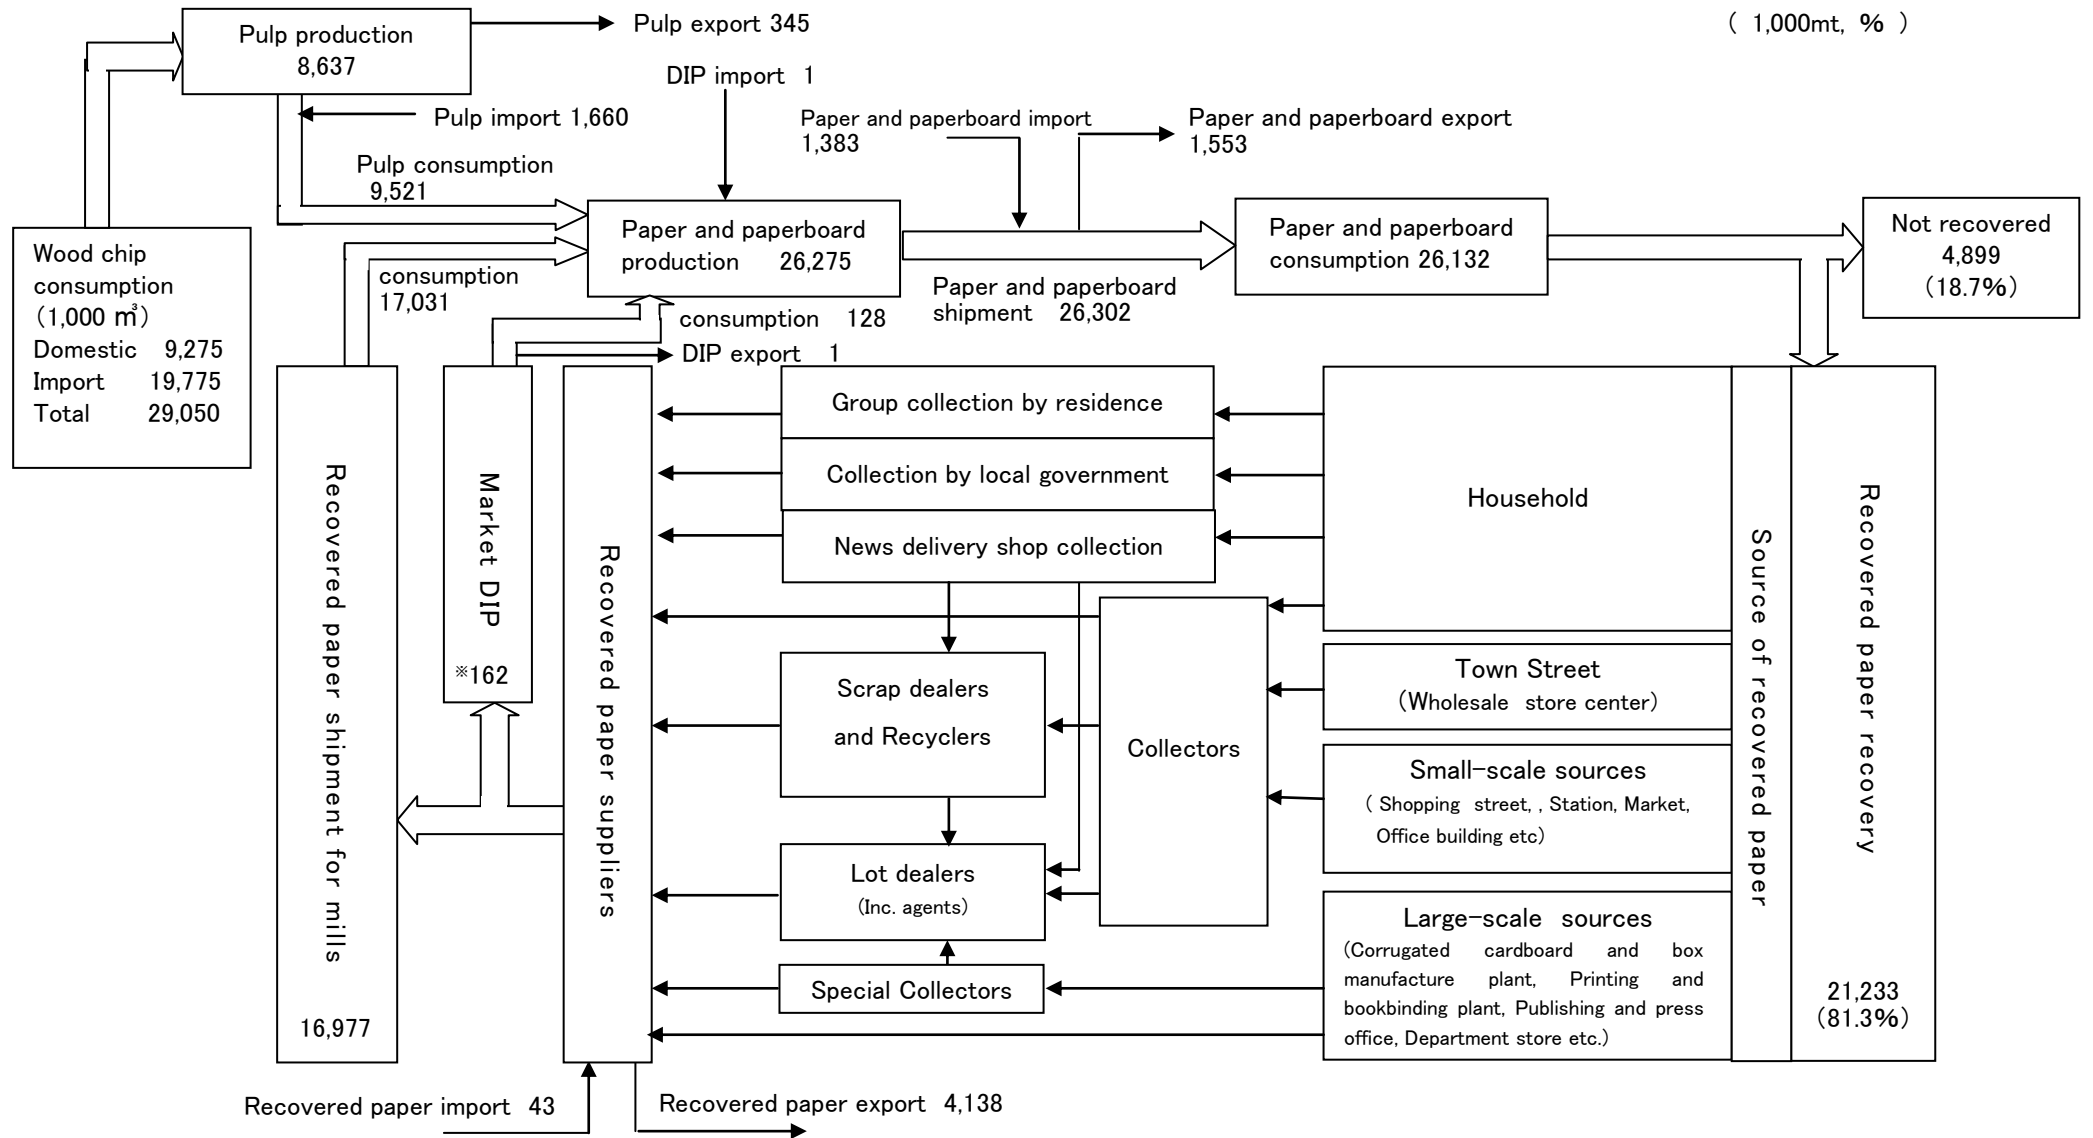 ( 1,000mt, % )
Pulp production
8,637
Pulp export 345
DIP import 1
Pulp import 1,660
Paper and paperboard import
1,383
Paper and paperboard export
1,553
Pulp consumption
9,521
Wood chip
consumption
(1,000 ㎥)
Domestic 9,275
Import 19,775
Total 29,050
Paper and paperboard
production 26,275
Paper and paperboard
consumption 26,132
Not recovered
4,899
(18.7%)
consumption
17,031
Paper and paperboard
shipment 26,302
consumption 128
DIP export 1
Recovered paper shipment for mills
16,977
Market DIP
※162
Recovered paper suppliers
Group collection by residence
Collection by local government
News delivery shop collection
Scrap dealers
and Recyclers
Lot dealers
(Inc. agents)
Special Collectors
Collectors
Household
Town Street
(Wholesale store center)
Small-scale sources
( Shopping street, , Station, Market,
Office building etc)
Large-scale sources
(Corrugated cardboard and box
manufacture plant, Printing and
bookbinding plant, Publishing and press
office, Department store etc.)
Source of recovered paper
Recovered paper recovery
21,233
(81.3%)
Recovered paper import 43
Recovered paper export 4,138